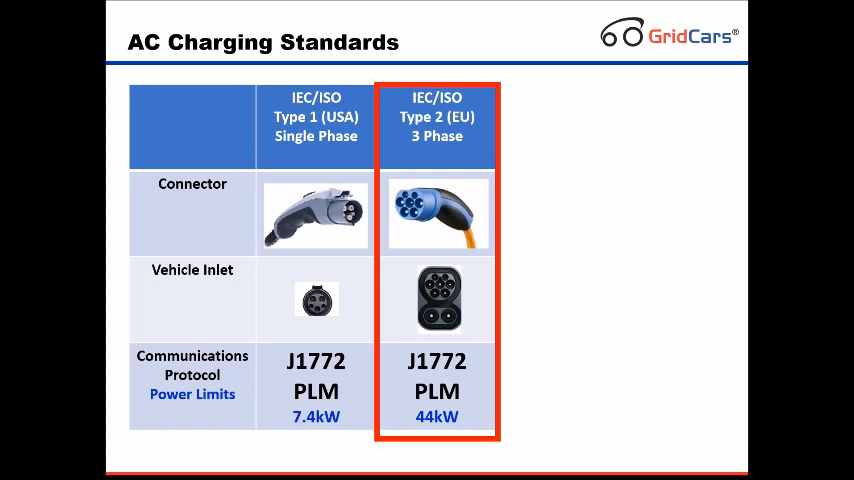 AC Charging Standards
GridCars®
IEC/ISO
Type 1 (USA)
Single Phase
IEC/ISO
Type 2 (EU)
3 Phase
Connector
Vehicle Inlet
Communications
Protocol
Power Limits
J1772
PLM
7.4kW
J1772
PLM
44kW